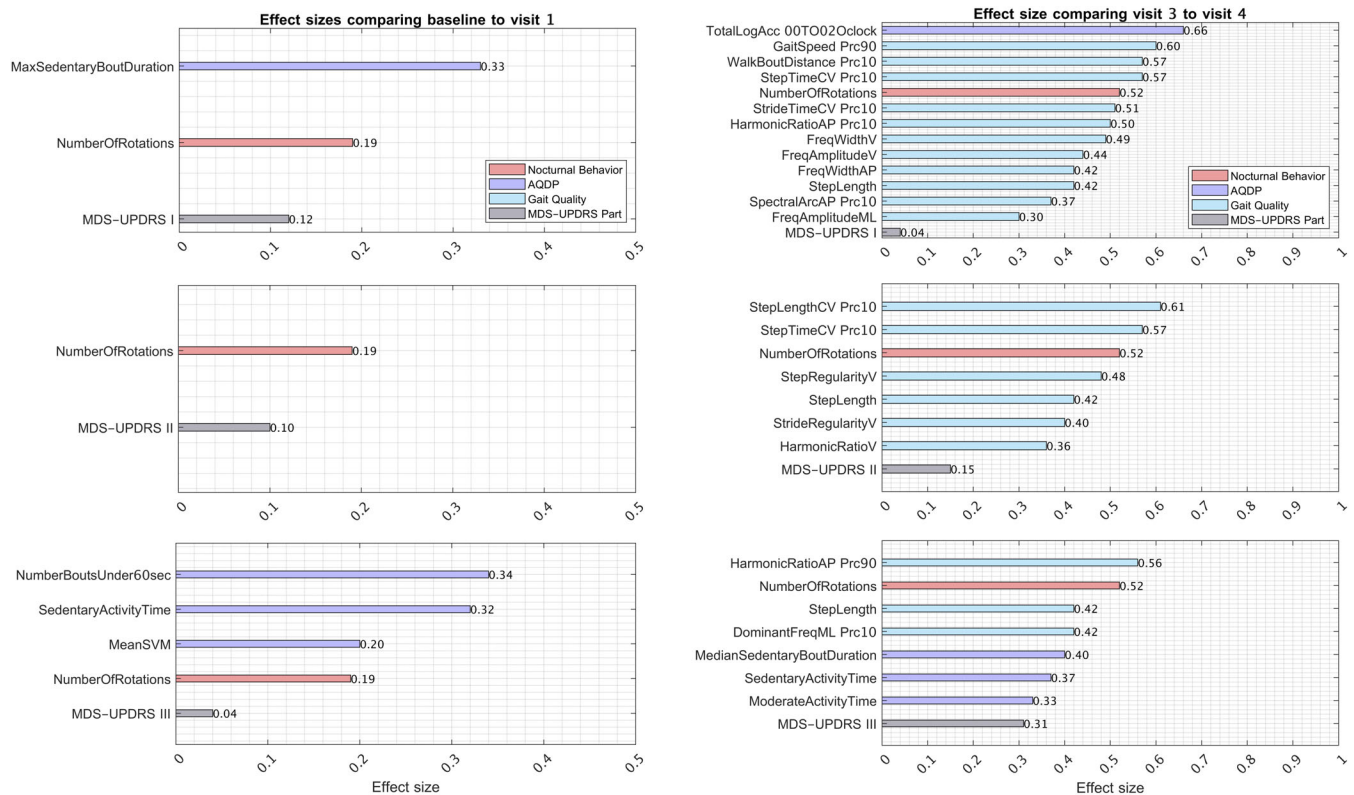 Effect sizes comparing baseline to visit 1
MaxSedentaryBoutDuration
0.33
NumberOfRotations
0.19
MDS-UPDRS I
0.12
Nocturnal Behavior
AQDP
Gait Quality
MDS-UPDRS Part
0 0.1 0.2 0.3 0.4 0.5
NumberOfRotations
0.19
MDS-UPDRS II
0.10
0 0.1 0.2 0.3 0.4 0.5
NumberBoutsUnder60sec
0.34
SedentaryActivityTime
0.32
MeanSVM
0.20
NumberOfRotations
0.19
MDS-UPDRS III
0.04
0 0.1 0.2 0.3 0.4 0.5
Effect size
Effect size comparing visit 3 to visit 4
TotalLogAcc 00TO02Oclock
0.66
GaitSpeed Prc90
0.60
WalkBoutDistance Prc10
0.57
StepTimeCV Prc10
0.57
NumberOfRotations
0.52
StrideTimeCV Prc10
0.51
HarmonicRatioAP Prc10
0.50
FreqWidthV
0.49
FreqAmplitudeV
0.44
FreqWidthAP
0.42
StepLength
0.42
SpectralArcAP Prc10
0.37
FreqAmplitudeML
0.30
MDS-UPDRS I
0.04
Nocturnal Behavior
AQDP
Gait Quality
MDS-UPDRS Part
0 0.1 0.2 0.3 0.4 0.5 0.6 0.7 0.8 0.9 1
StepLengthCV Prc10
0.61
StepTimeCV Prc10
0.57
NumberOfRotations
0.52
StepRegularityV
0.48
StepLength
0.42
StrideRegularityV
0.40
HarmonicRatioV
0.36
MDS-UPDRS II
0.15
0 0.1 0.2 0.3 0.4 0.5 0.6 0.7 0.8 0.9 1
HarmonicRatioAP Prc90
0.56
NumberOfRotations
0.52
StepLength
0.42
DominantFreqML Prc10
0.42
MedianSedentaryBoutDuration
0.40
SedentaryActivityTime
0.37
ModerateActivityTime
0.33
MDS-UPDRS III
0.31
0 0.1 0.2 0.3 0.4 0.5 0.6 0.7 0.8 0.9 1
Effect size